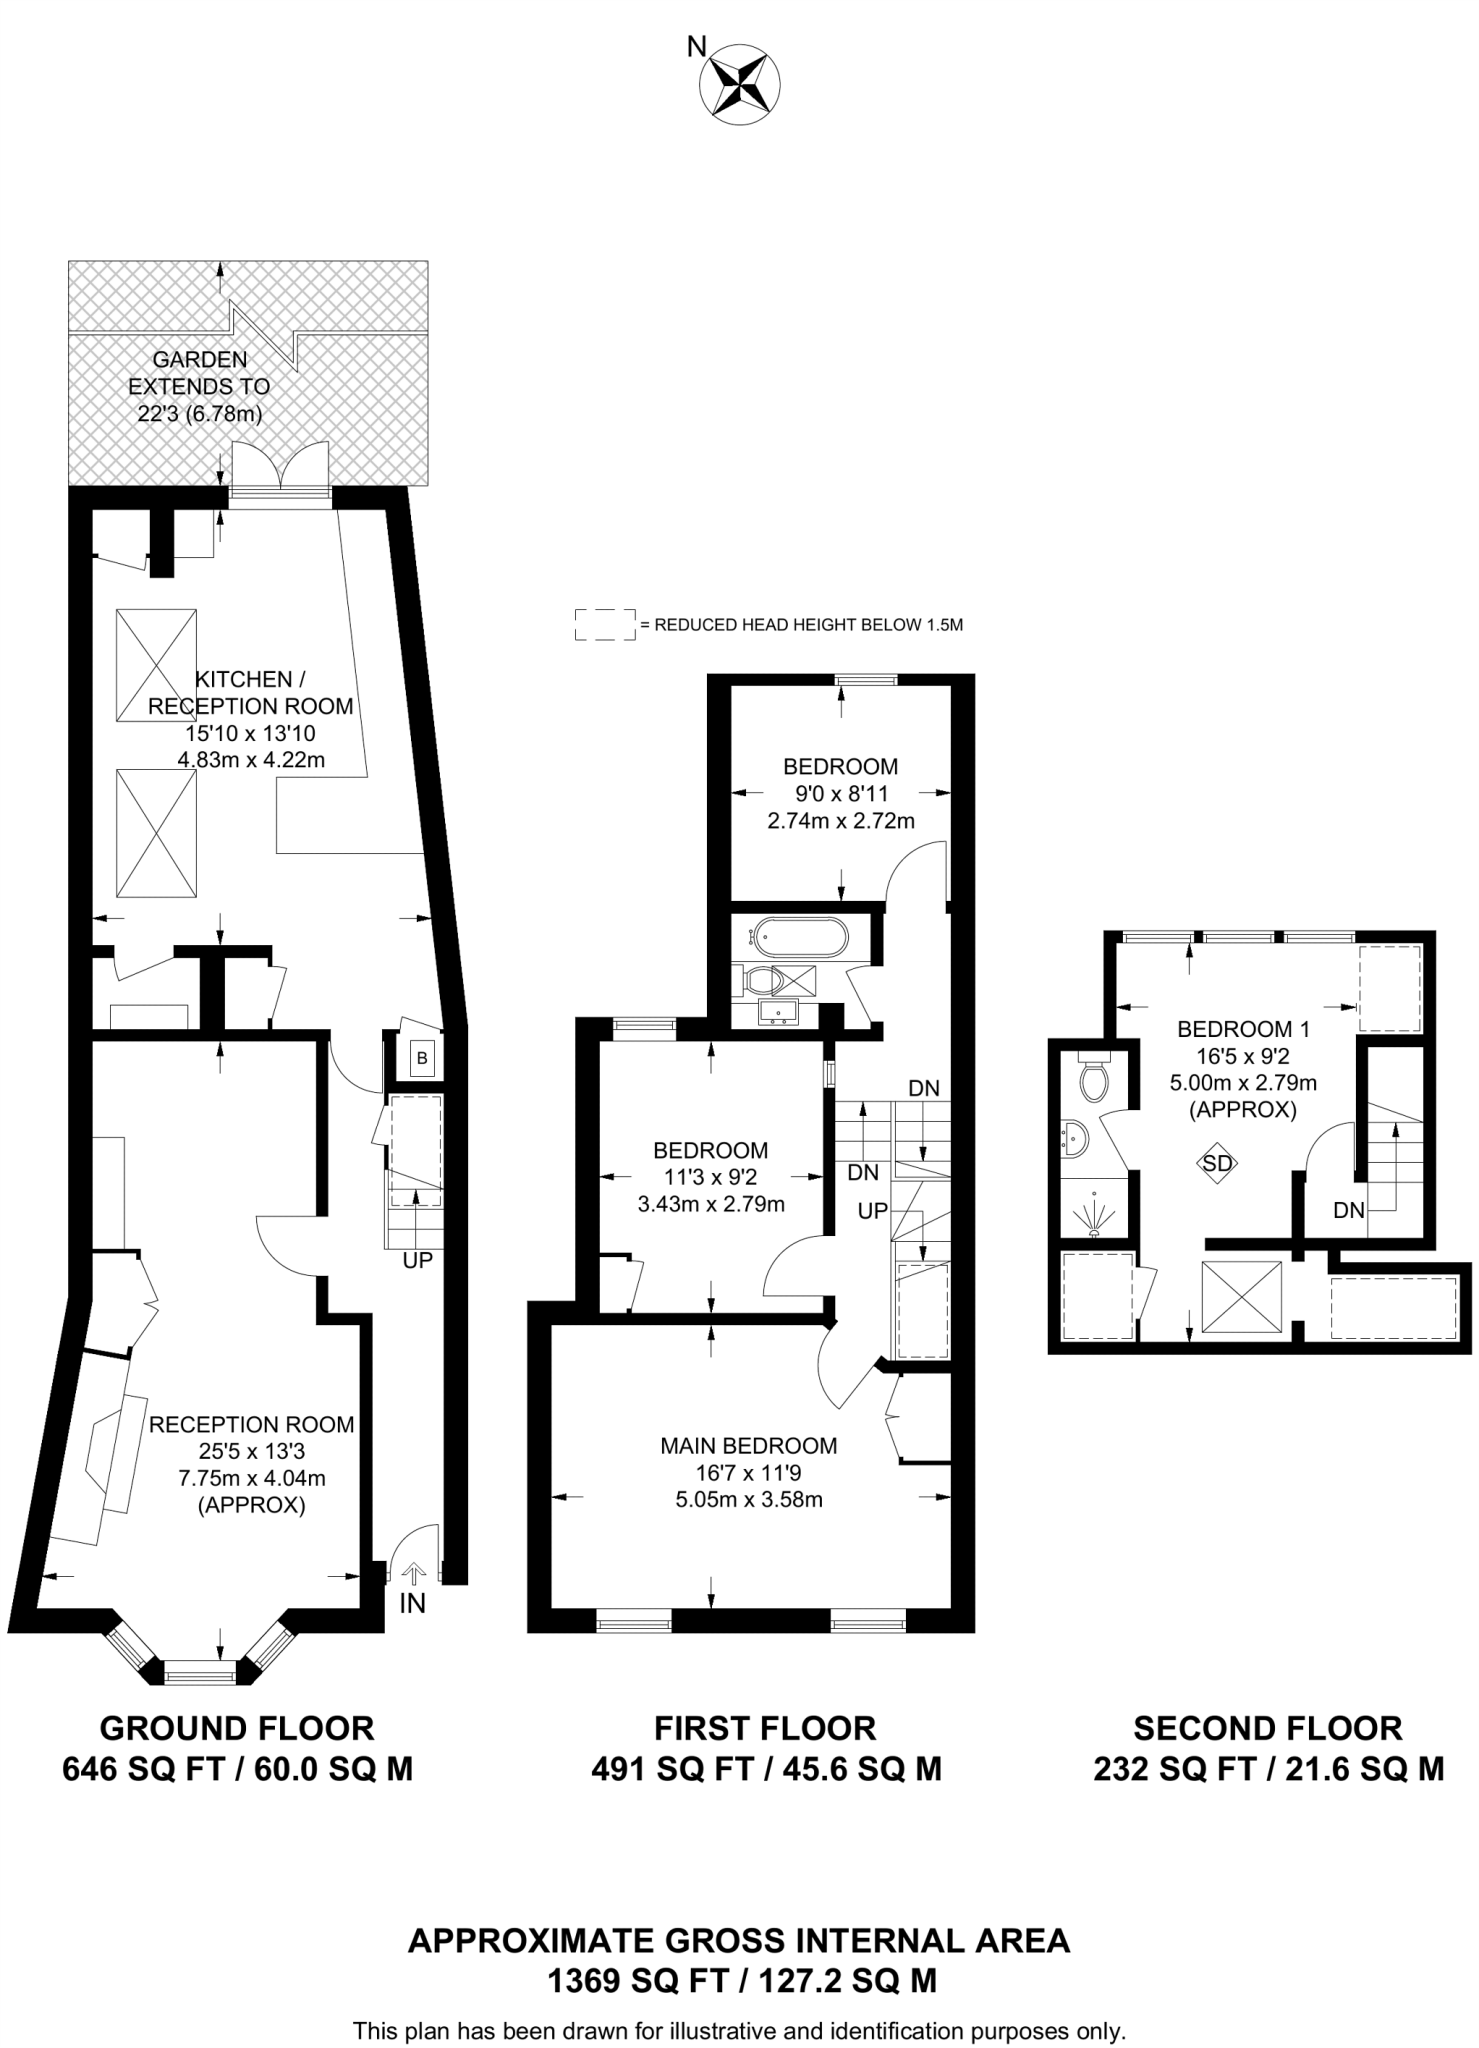 N
GARDEN
EXTENDS TO
22'3 (6.78m)
KITCHEN /
RECEPTION ROOM
15'10 x 13'10
4.83m x 4.22m
B
UP
RECEPTION ROOM
25'5 x 13'3
7.75m x 4.04m
(APPROX)
IN
GROUND FLOOR
646 SQ FT / 60.0 SQ M
= REDUCED HEAD HEIGHT BELOW 1.5M
BEDROOM
9'0 x 8'11
2.74m x 2.72m
DN
BEDROOM
11'3 x 9'2
3.43m x 2.79m
DN
UP
MAIN BEDROOM
16'7 x 11'9
5.05m x 3.58m
FIRST FLOOR
491 SQ FT / 45.6 SQ M
BEDROOM 1
16'5 x 9'2
5.00m x 2.79m
(APPROX)
SD
DN
SECOND FLOOR
232 SQ FT / 21.6 SQ M
APPROXIMATE GROSS INTERNAL AREA
1369 SQ FT / 127.2 SQ M
This plan has been drawn for illustrative and identification purposes only.